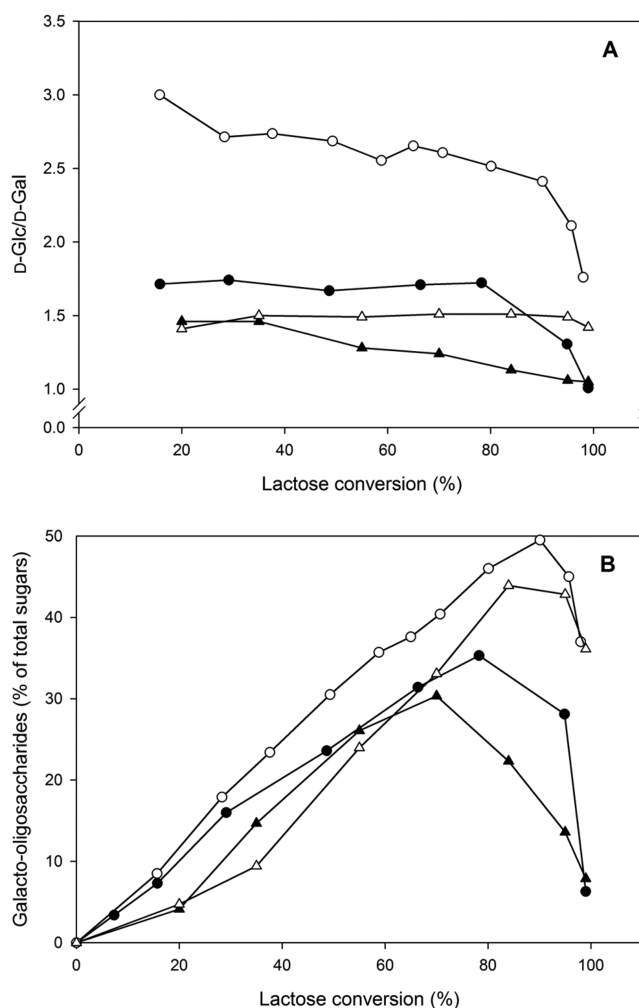 3.5
A
3.0
2.5
2.0
1.5
1.0
0.0
D-Glc/D-Gal
0 20 40 60 80 100
Lactose conversion (%)
50
B
40
30
20
10
0
Galacto-oligosaccharides (% of total sugars)
0 20 40 60 80 100
Lactose conversion (%)